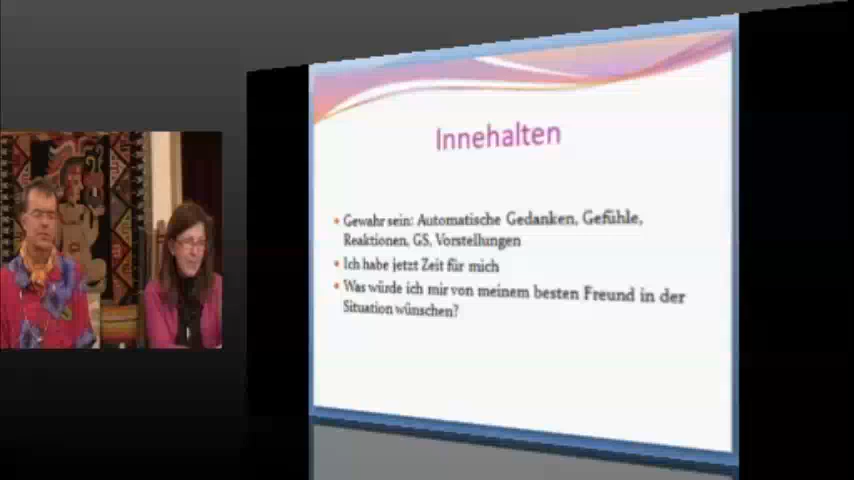 Innehalten
Gewahr sein: Automatische Gedanken, Gefühle,
Reaktionen, GS, Vorstellungen
Ich habe jetzt Zeit für mich
Was würde ich mir von meinem besten Freund in der
Situation wünschen?